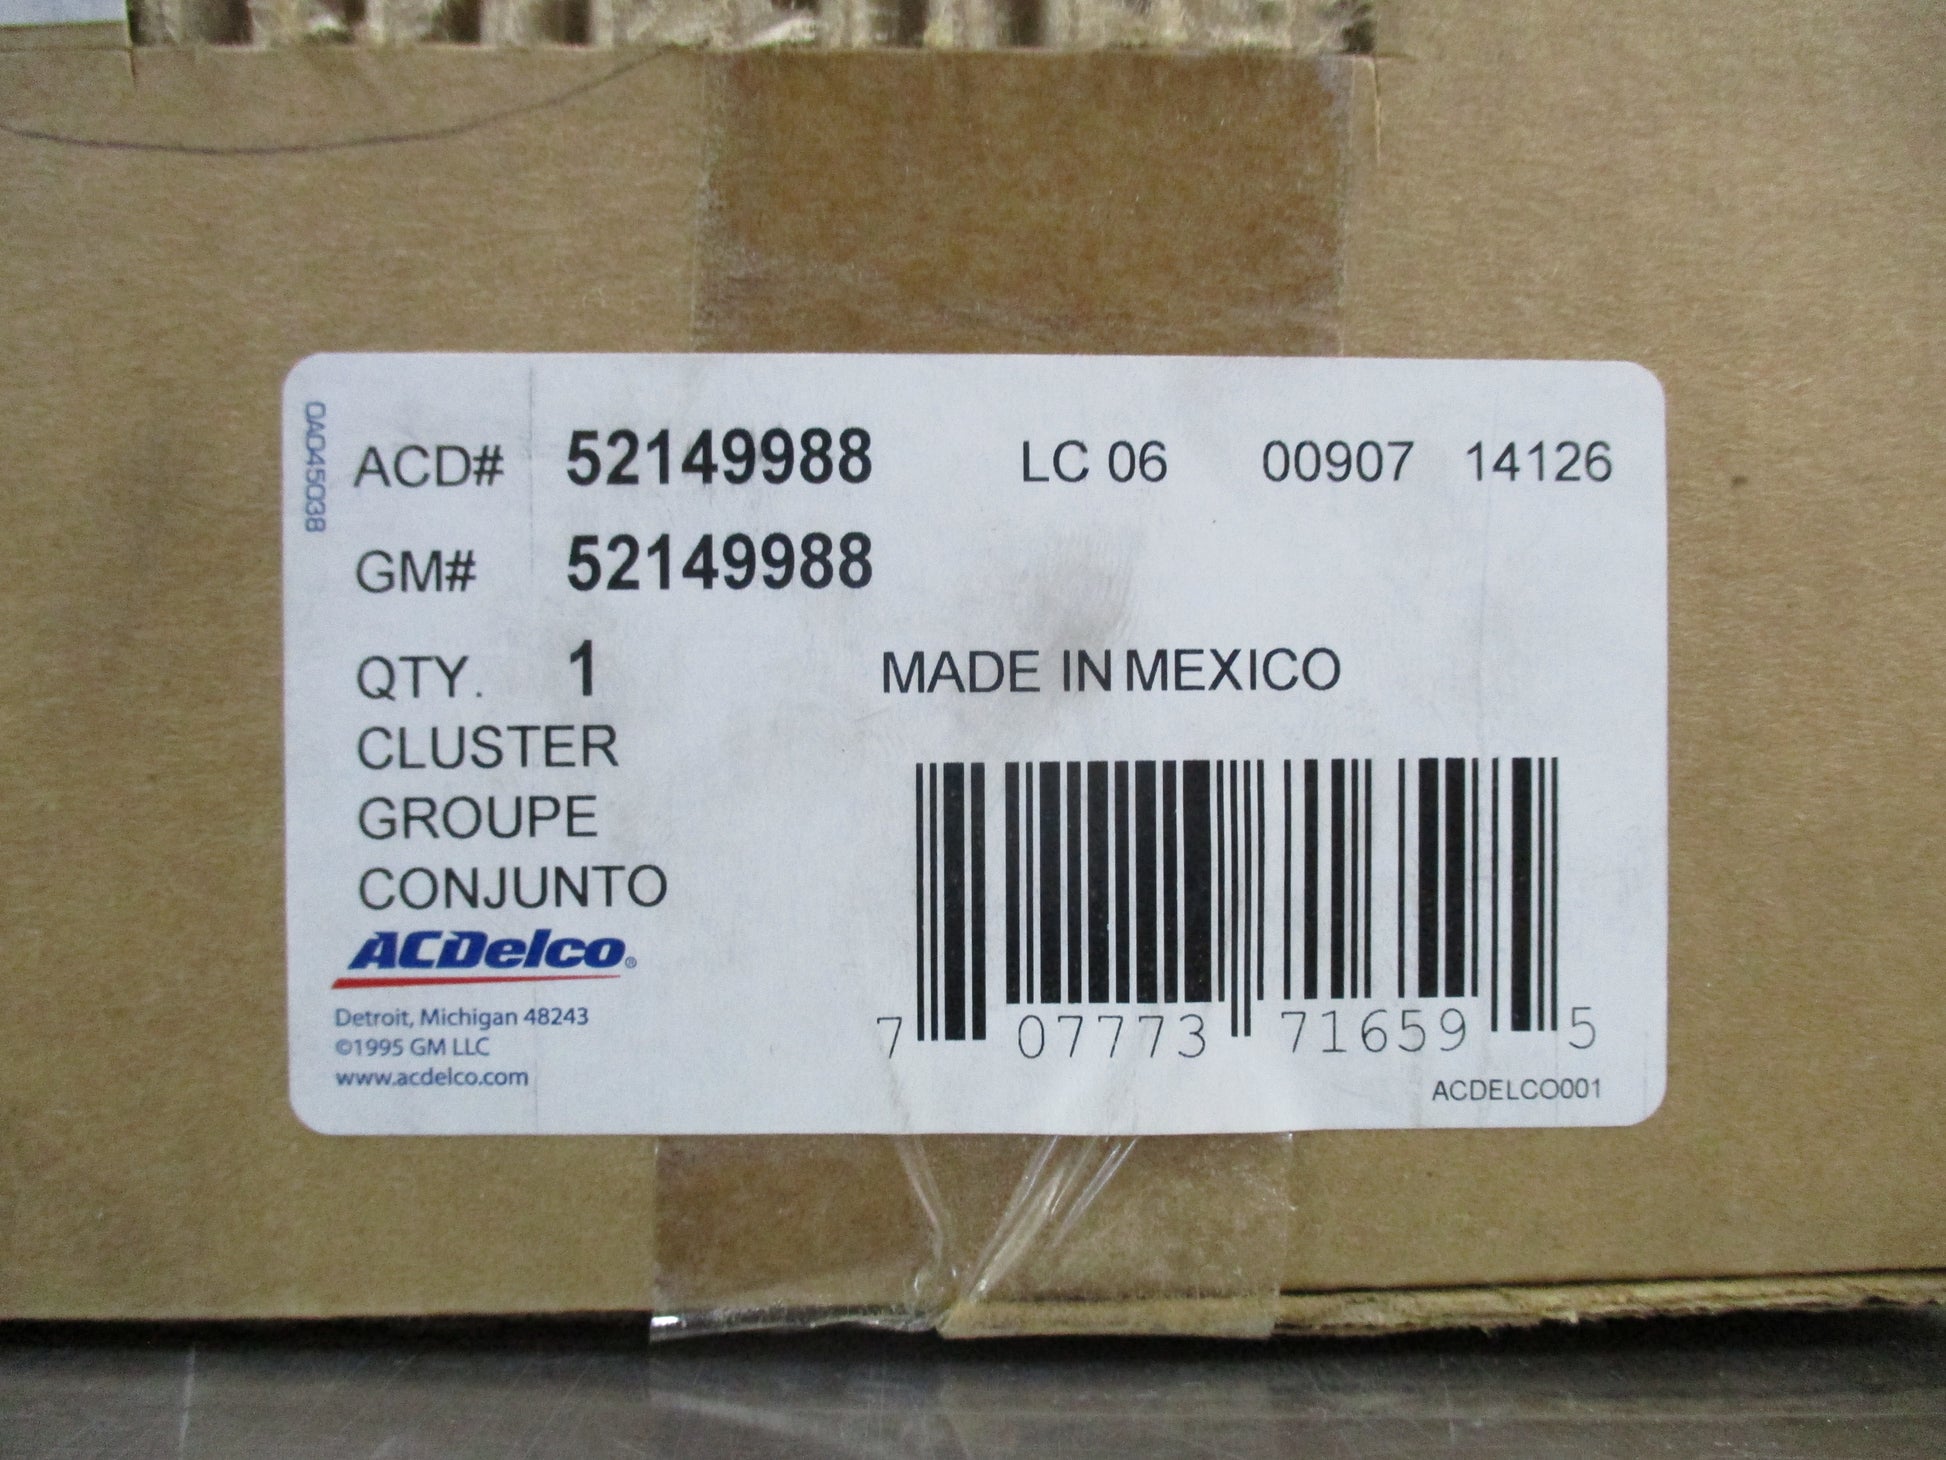 0AD45038
ACD# 52149988 LC 06 00907 14126
GM# 52149988
QTY. 1 MADE IN MEXICO
CLUSTER
GROUPE
CONJUNTO
ACDelco®
Detroit, Michigan 48243
©1995 GM LLC
www.acdelco.com
7 07773 71659 5
ACDELCO001